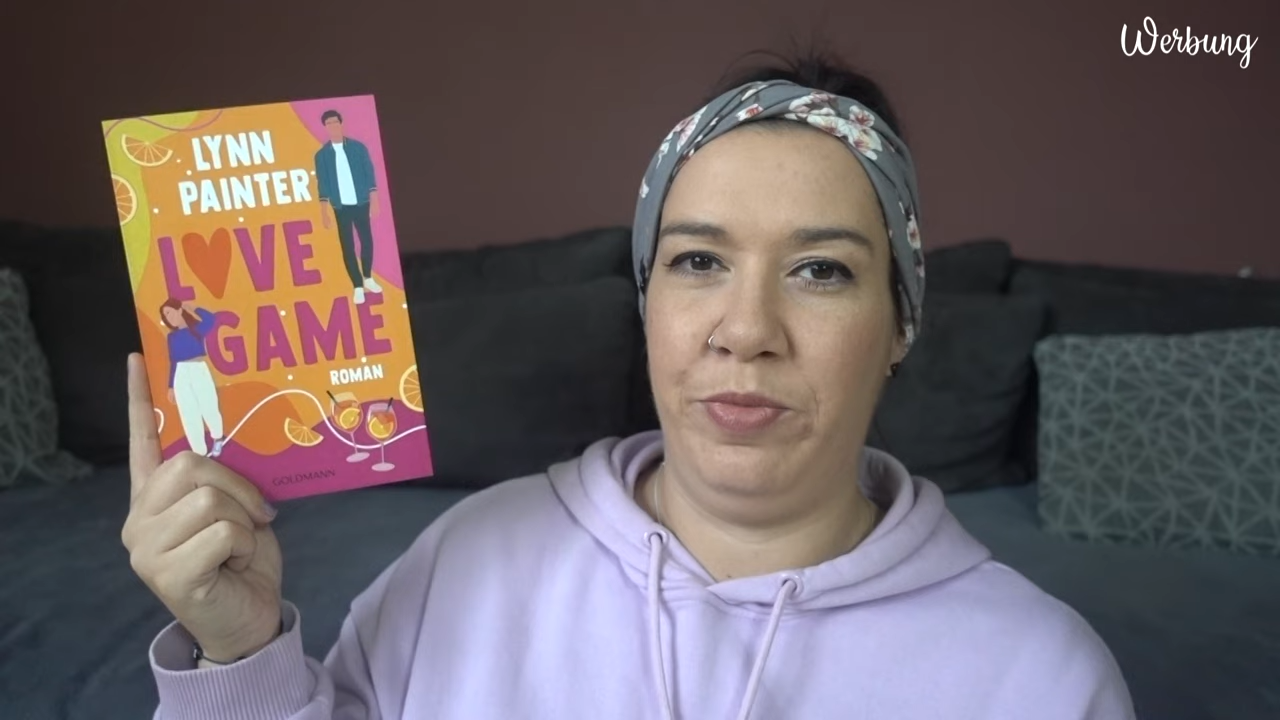 Werbung
LYNN
PAINTER
LOVE
GAME
ROMAN
GOLDMANN